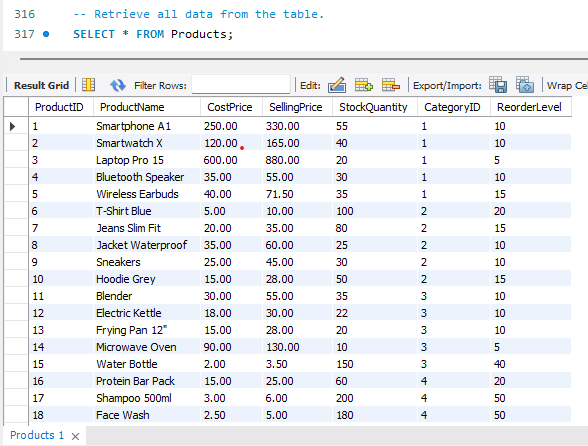 316 -- Retrieve all data from the table.
317 SELECT * FROM Products;
Result Grid Filter Rows: Edit: Export/Import: Wrap Cel
ProductID ProductName CostPrice SellingPrice StockQuantity CategoryID ReorderLevel
1 Smartphone A1 250.00 330.00 55 1 10
2 Smartwatch X 120.00 165.00 40 1 10
3 Laptop Pro 15 600.00 880.00 20 1 5
4 Bluetooth Speaker 35.00 55.00 30 1 10
5 Wireless Earbuds 40.00 71.50 35 1 15
6 T-Shirt Blue 5.00 10.00 100 2 20
7 Jeans Slim Fit 20.00 35.00 80 2 15
8 Jacket Waterproof 35.00 60.00 25 2 10
9 Sneakers 25.00 45.00 30 2 10
10 Hoodie Grey 15.00 28.00 50 2 15
11 Blender 30.00 55.00 35 3 10
12 Electric Kettle 18.00 30.00 22 3 10
13 Frying Pan 12" 15.00 28.00 20 3 10
14 Microwave Oven 90.00 130.00 10 3 5
15 Water Bottle 2.00 3.50 150 3 40
16 Protein Bar Pack 15.00 25.00 60 4 20
17 Shampoo 500ml 3.00 6.00 200 4 50
18 Face Wash 2.50 5.00 180 4 50
Products 1